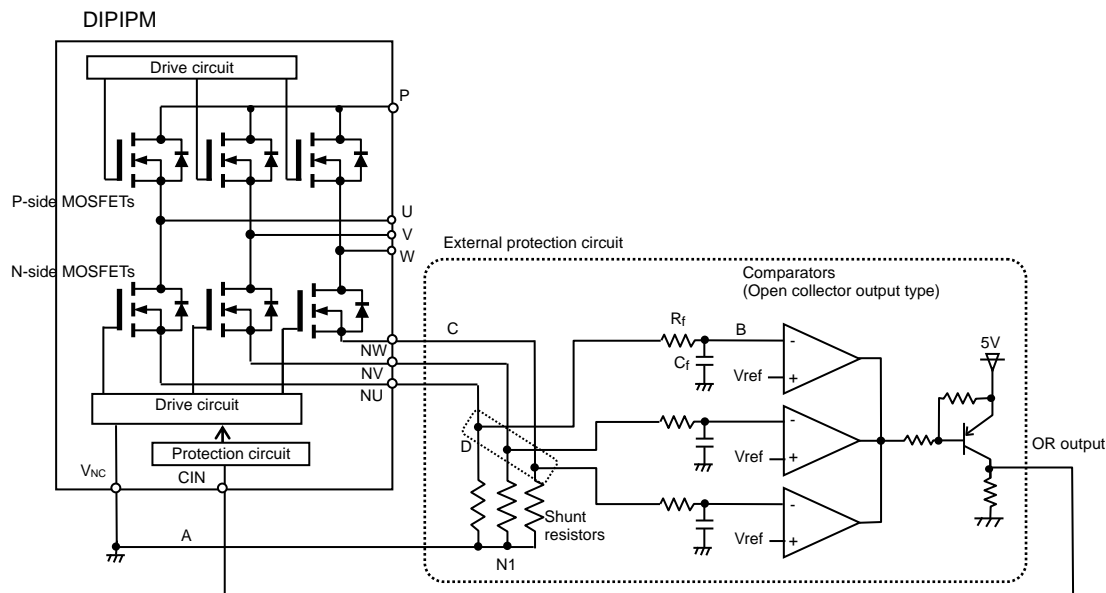 DIPIPM
Drive circuit
P
P-side MOSFETs
U
V
W
External protection circuit
N-side MOSFETs
Comparators
(Open collector output type)
C
Rf
B
-
5V
NW
Cf
Vref
+
NV
NU
Drive circuit
D
-
Vref
+
OR output
Protection circuit
VNC
CIN
-
Shunt
resistors
Vref
+
A
N1